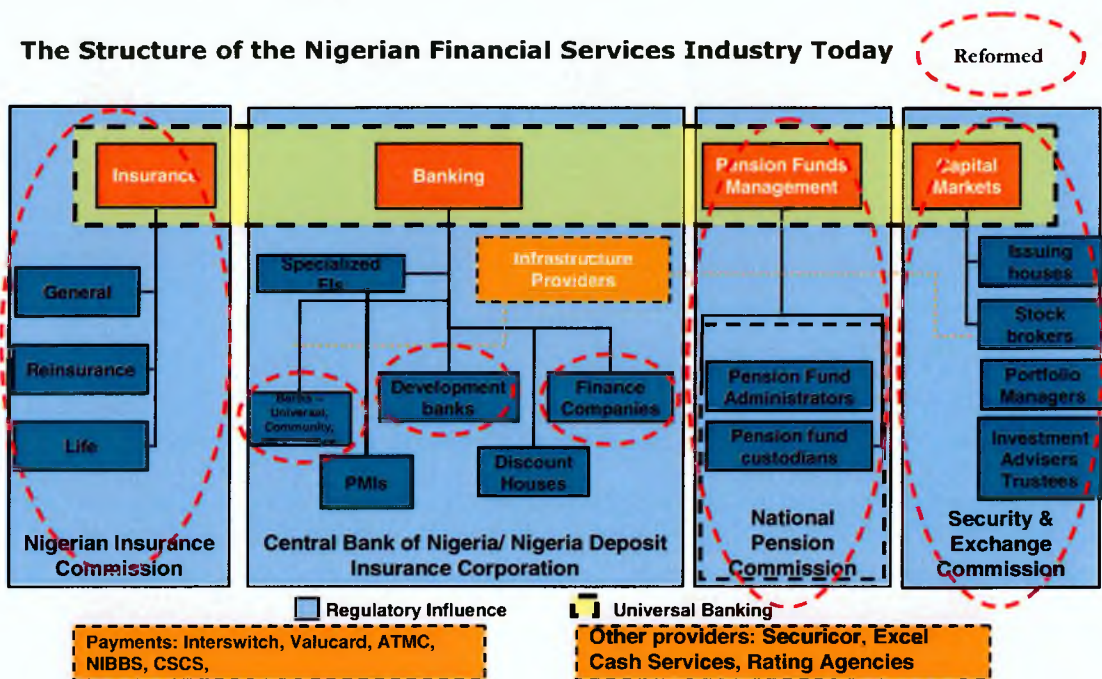 The Structure of the Nigerian Financial Services Industry Today
Reformed
Insurance
Banking
Pension Funds
Management
Capital
Markets
Infrastructure
Providers
Specialized
FIs
General
Reinsurance
Life
Banks –
Universal,
Community,
Development
banks
Finance
Companies
PMIs
Discount
Houses
Pension Fund
Administrators
Pension fund
custodians
Issuing
houses
Stock
brokers
Portfolio
Managers
Investment
Advisers
Trustees
Nigerian Insurance
Commission
Central Bank of Nigeria/ Nigeria Deposit
Insurance Corporation
National
Pension
Commission
Security &
Exchange
Commission
Regulatory Influence
Universal Banking
Payments: Interswitch, Valucard, ATMC,
NIBBS, CSCS,
Other providers: Securicor, Excel
Cash Services, Rating Agencies